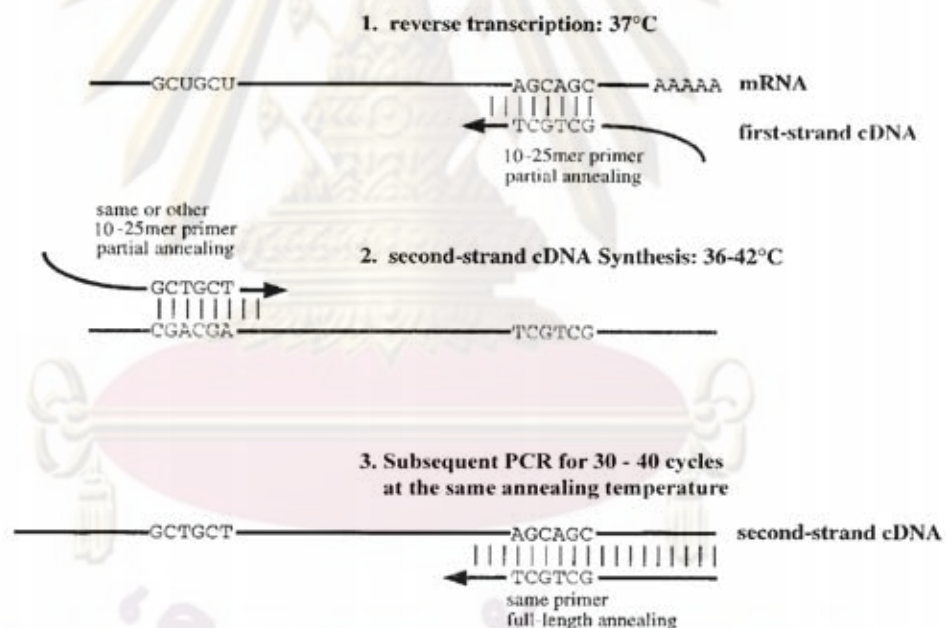 1. reverse transcription: 37°C
GCUGCU AGCAGC AAAAA mRNA
TCGTCG first-strand cDNA
10-25mer primer
partial annealing
same or other
10-25mer primer
partial annealing
2. second-strand cDNA Synthesis: 36-42°C
GCTGCT
CGACGA TCGTCG
3. Subsequent PCR for 30 - 40 cycles
at the same annealing temperature
GCTGCT AGCAGC second-strand cDNA
TCGTCG
same primer
full-length annealing